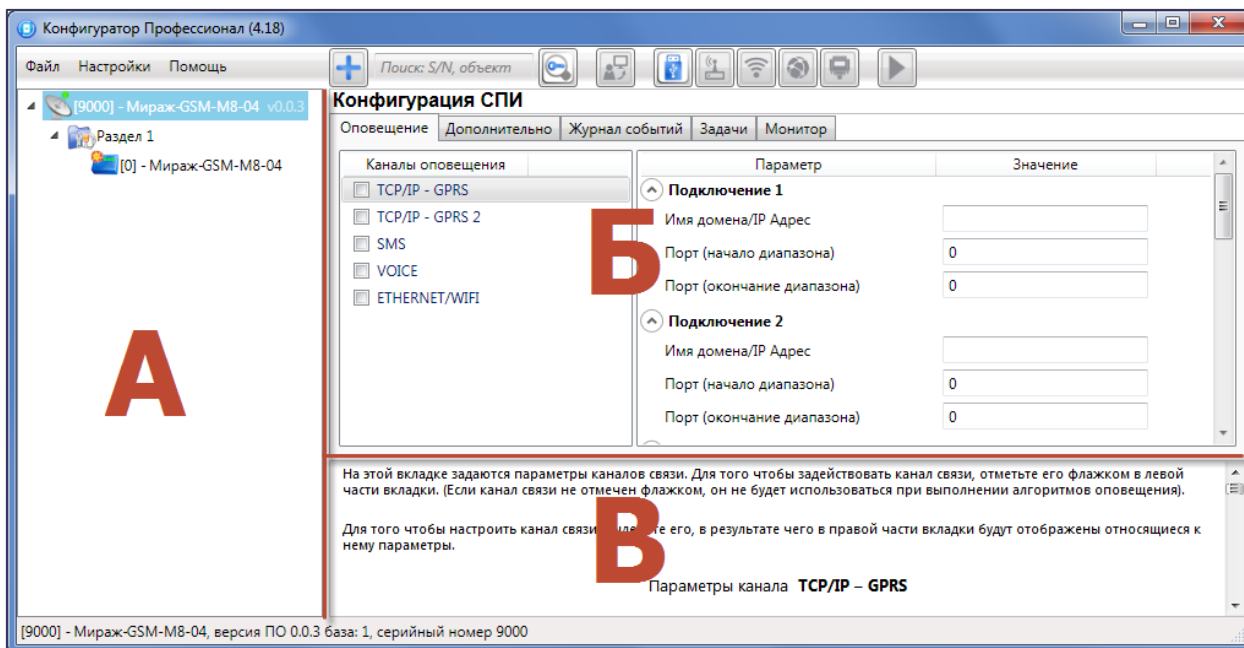 Конфигуратор Профессионал (4.18)
Файл Настройки Помощь
Поиск: S/N, объект
[9000] - Мираж-GSM-M8-04 v0.0.3
Раздел 1
[0] - Мираж-GSM-M8-04
А
Конфигурация СПИ
Оповещение Дополнительно Журнал событий Задачи Монитор
Каналы оповещения
TCP/IP - GPRS
TCP/IP - GPRS 2
SMS
VOICE
ETHERNET/WIFI
Б
Параметр Значение
Подключение 1
Имя домена/IP Адрес
Порт (начало диапазона) 0
Порт (окончание диапазона) 0
Подключение 2
Имя домена/IP Адрес
Порт (начало диапазона) 0
Порт (окончание диапазона) 0
На этой вкладке задаются параметры каналов связи. Для того чтобы задействовать канал связи, отметьте его флажком в левой
части вкладки. (Если канал связи не отмечен флажком, он не будет использоваться при выполнении алгоритмов оповещения).
Для того чтобы настроить канал связи его, в результате чего в правой части вкладки будут отображены относящиеся к
нему параметры.
В
Параметры канала TCP/IP – GPRS
[9000] - Мираж-GSM-M8-04, версия ПО 0.0.3 база: 1, серийный номер 9000